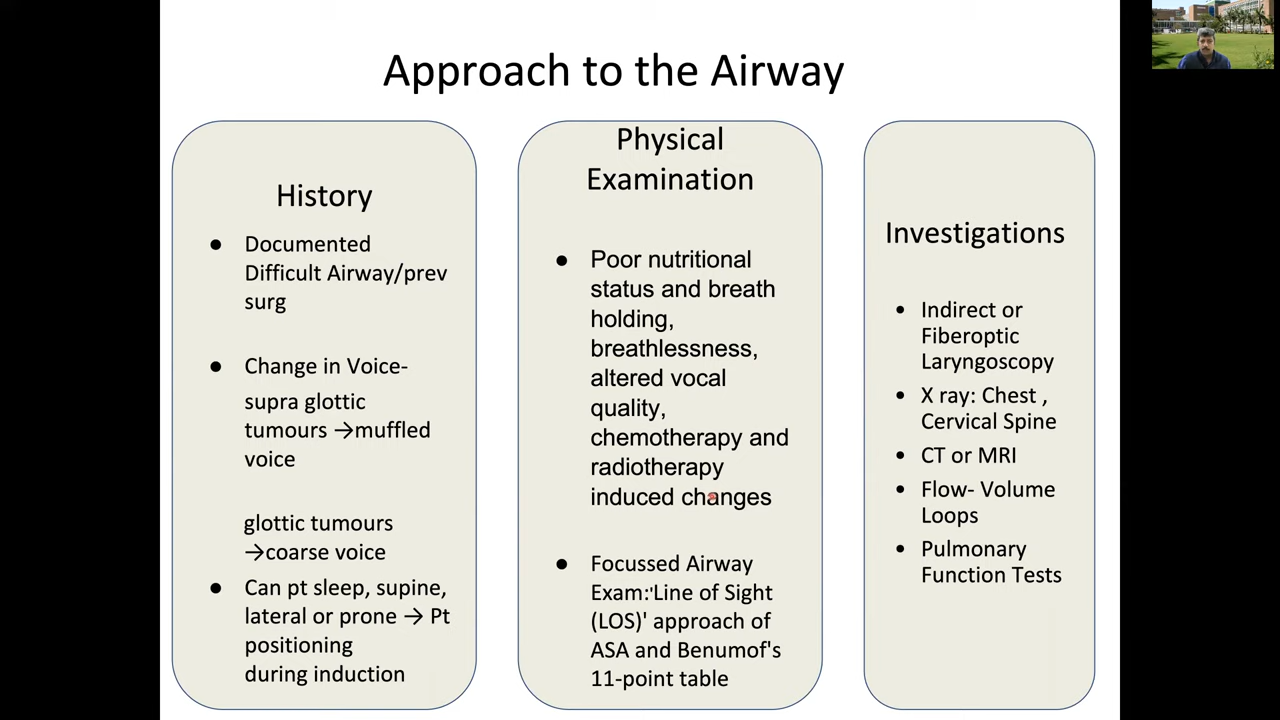 Approach to the Airway
History
● Documented
Difficult Airway/prev
surg
● Change in Voice-
supra glottic
tumours →muffled
voice
glottic tumours
→coarse voice
● Can pt sleep, supine,
lateral or prone → Pt
positioning
during induction
Physical
Examination
● Poor nutritional
status and breath
holding,
breathlessness,
altered vocal
quality,
chemotherapy and
radiotherapy
induced changes
● Focussed Airway
Exam:'Line of Sight
(LOS)' approach of
ASA and Benumof's
11-point table
Investigations
• Indirect or
Fiberoptic
Laryngoscopy
• X ray: Chest ,
Cervical Spine
• CT or MRI
• Flow- Volume
Loops
• Pulmonary
Function Tests